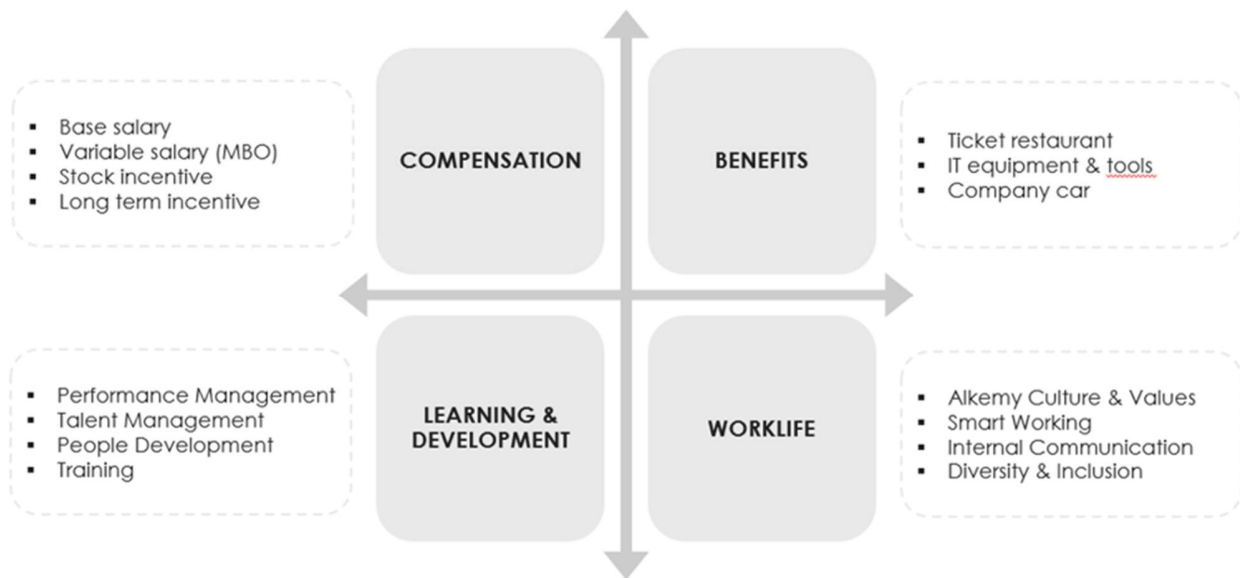 ▪ Base salary
▪ Variable salary (MBO)
▪ Stock incentive
▪ Long term incentive
COMPENSATION
BENEFITS
▪ Ticket restaurant
▪ IT equipment & tools
▪ Company car
▪ Performance Management
▪ Talent Management
▪ People Development
▪ Training
LEARNING &
DEVELOPMENT
WORKLIFE
▪ Alkemy Culture & Values
▪ Smart Working
▪ Internal Communication
▪ Diversity & Inclusion